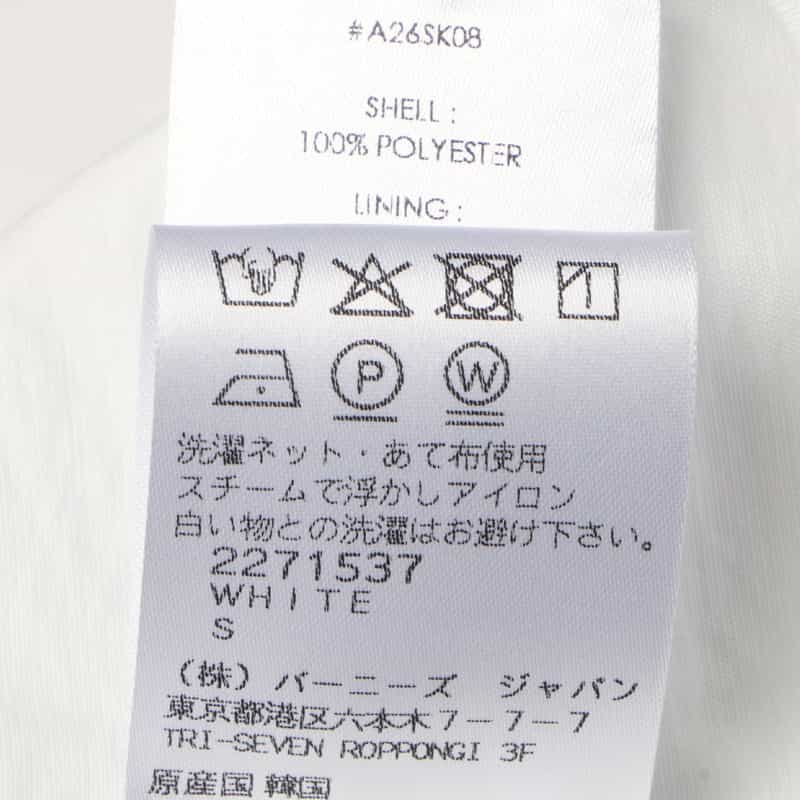 #A26SK08
SHELL :
100% POLYESTER
LINING :
P W
洗濯ネット・あて布使用
スチームで浮かしアイロン
白い物との洗濯はお避け下さい。
2271537
WHITE
S
（株）バーニーズ ジャパン
東京都港区六本木7-7-7
TRI-SEVEN ROPPONGI 3F
原産国 韓国